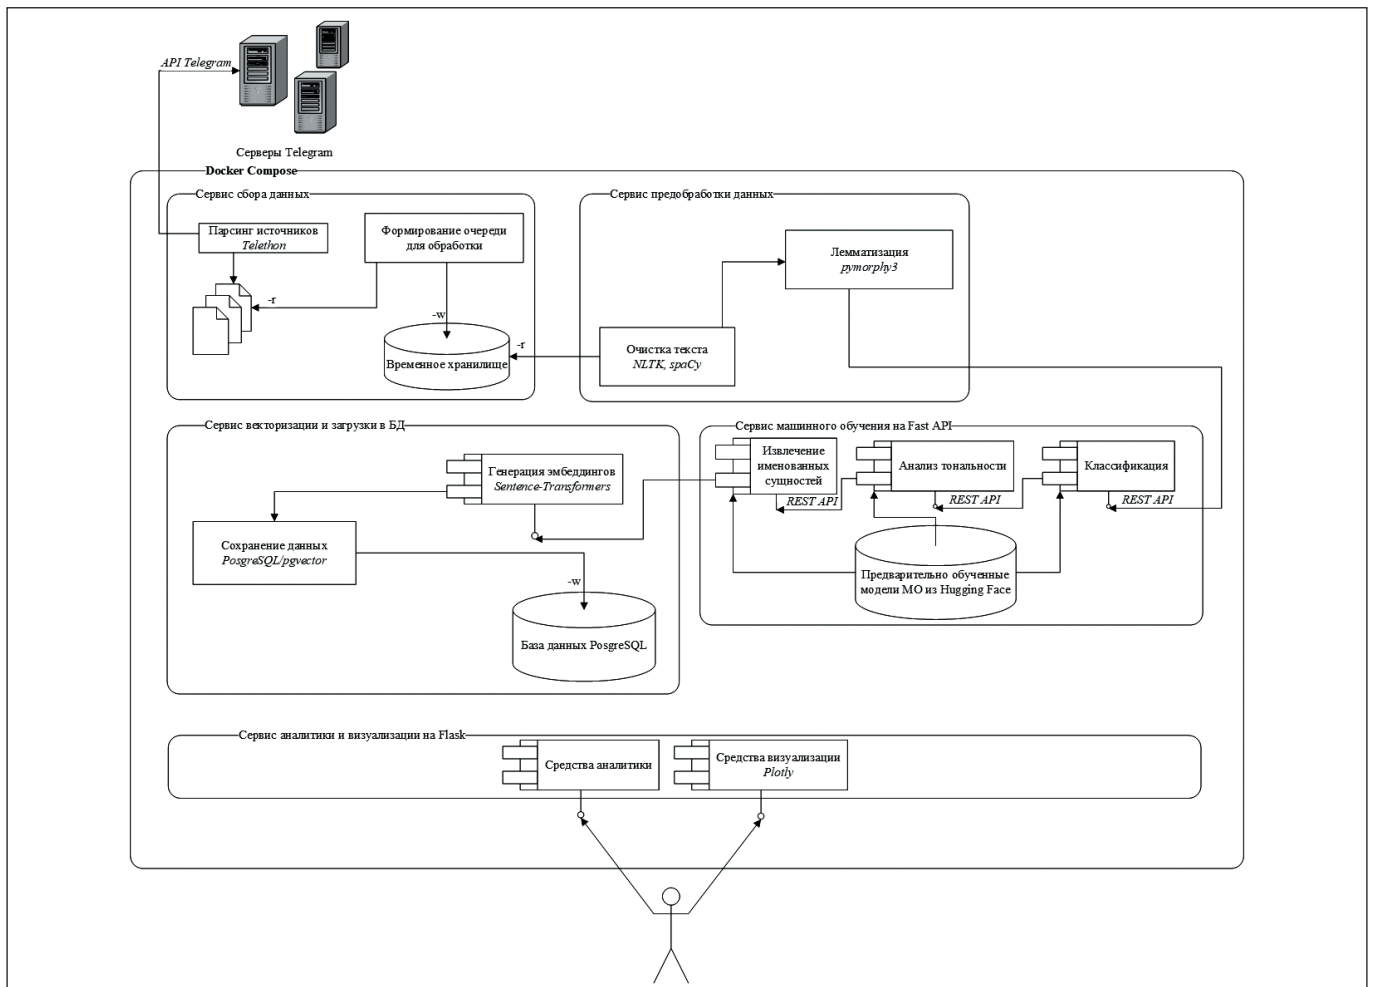 API Telegram
Серверы Telegram
Docker Compose
Сервис сбора данных
Парсинг источников
Telethon
Формирование очереди
для обработки
-r
-w
Временное хранилище
Сервис предобработки данных
Лемматизация
pymorphy3
Очистка текста
NLTK, spaCy
-r
Сервис векторизации и загрузки в БД
Генерация эмбеддингов
Sentence-Transformers
Сохранение данных
PosgreSQL/pgvector
-w
База данных PosgreSQL
Сервис машинного обучения на Fast API
Извлечение
именованных
сущностей
REST API
Анализ тональности
REST API
Классификация
REST API
Предварительно обученные
модели МО из Hugging Face
Сервис аналитики и визуализации на Flask
Средства аналитики
Средства визуализации
Plotly